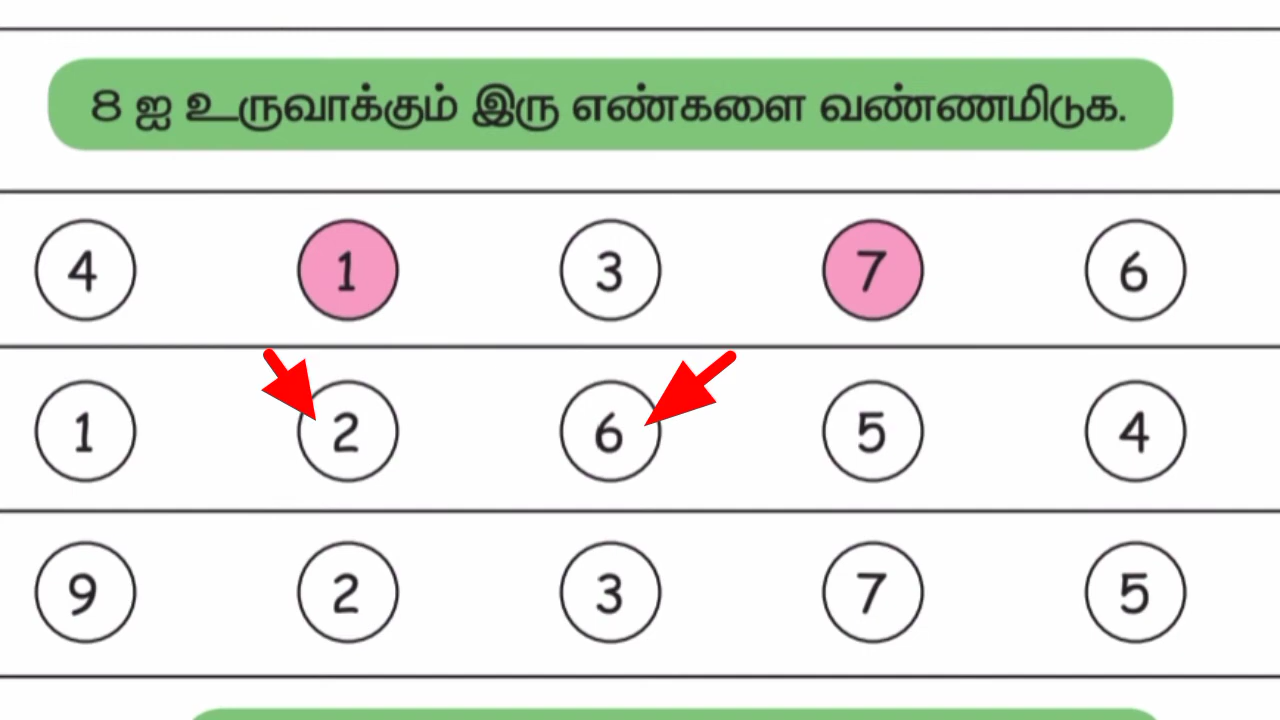 8 ஐ உருவாக்கும் இரு எண்களை வண்ணமிடுக.
4 1 3 7 6
1 2 6 5 4
9 2 3 7 5